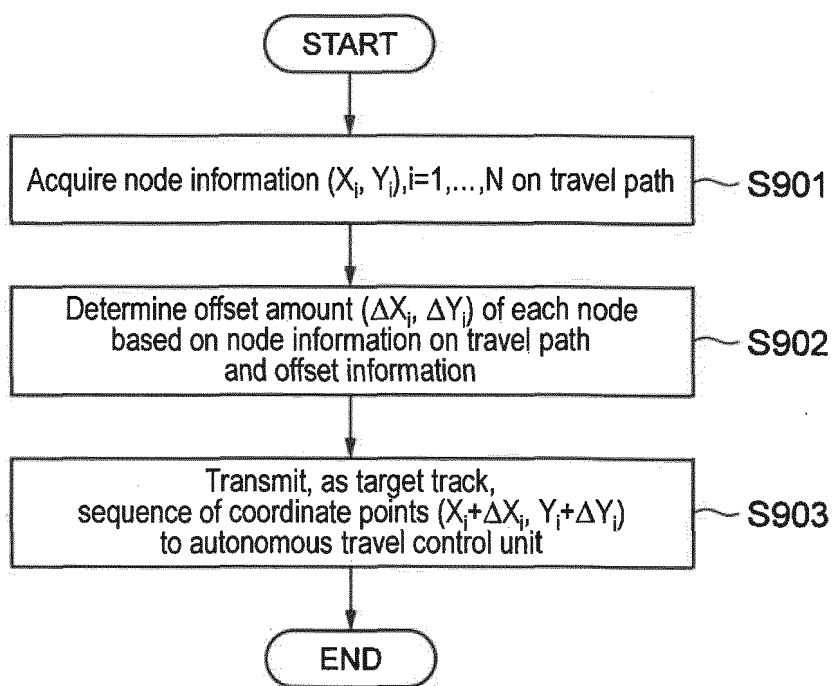 START
Acquire node information (Xᵢ, Yᵢ),i=1,...,N on travel path
S901
Determine offset amount (ΔXᵢ, ΔYᵢ) of each node
based on node information on travel path
and offset information
S902
Transmit, as target track,
sequence of coordinate points (Xᵢ+ΔXᵢ, Yᵢ+ΔYᵢ)
to autonomous travel control unit
S903
END